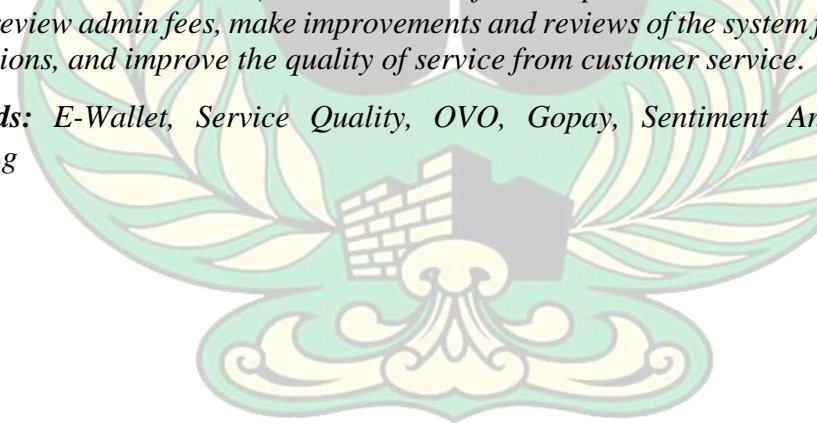 review admin fees, make improvements and reviews of the system f
ions, and improve the quality of service from customer service.
ds: E-Wallet, Service Quality, OVO, Gopay, Sentiment An
g